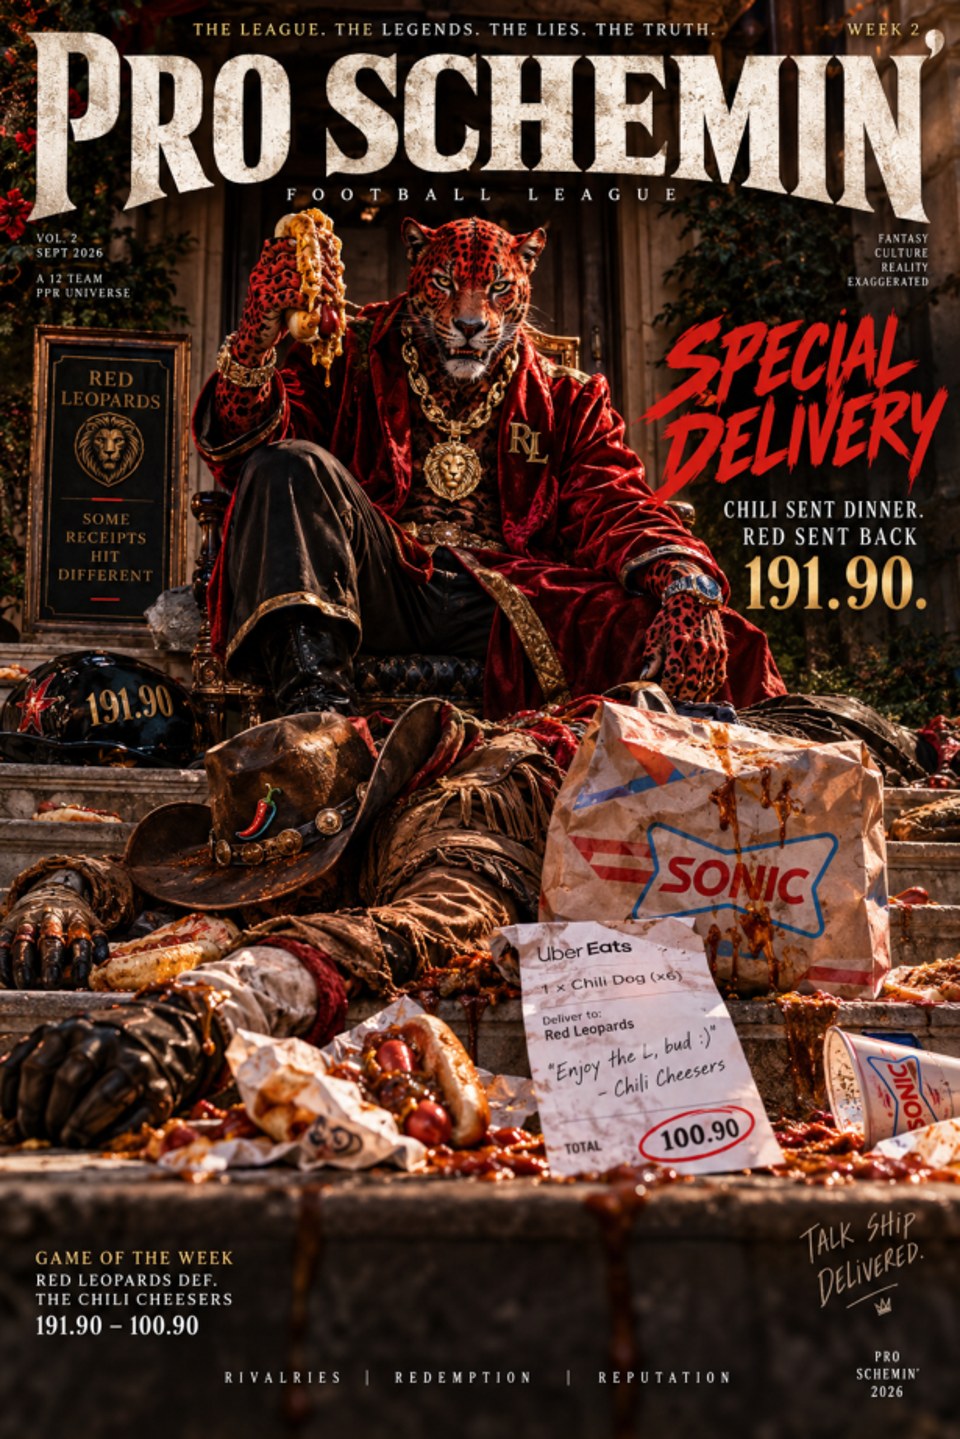 THE LEAGUE. THE LEGENDS. THE LIES. THE TRUTH.
WEEK 2
PRO SCHEMIN'
FOOTBALL LEAGUE
VOL. 2
SEPT 2026
A 12 TEAM
PPR UNIVERSE
FANTASY
CULTURE
REALITY
EXAGGERATED
RED
LEOPARDS
SOME
RECEIPTS
HIT
DIFFERENT
RL
SPECIAL
DELIVERY
CHILI SENT DINNER.
RED SENT BACK
191.90.
191.90
SONIC
Uber Eats
1 x Chili Dog (x6)
Deliver to:
Red Leopards
"Enjoy the L, bud :)"
- Chili Cheesers
TOTAL 100.90
SONIC
TALK SHIP
DELIVERED.
GAME OF THE WEEK
RED LEOPARDS DEF.
THE CHILI CHEESERS
191.90 – 100.90
RIVALRIES | REDEMPTION | REPUTATION
PRO
SCHEMIN'
2026